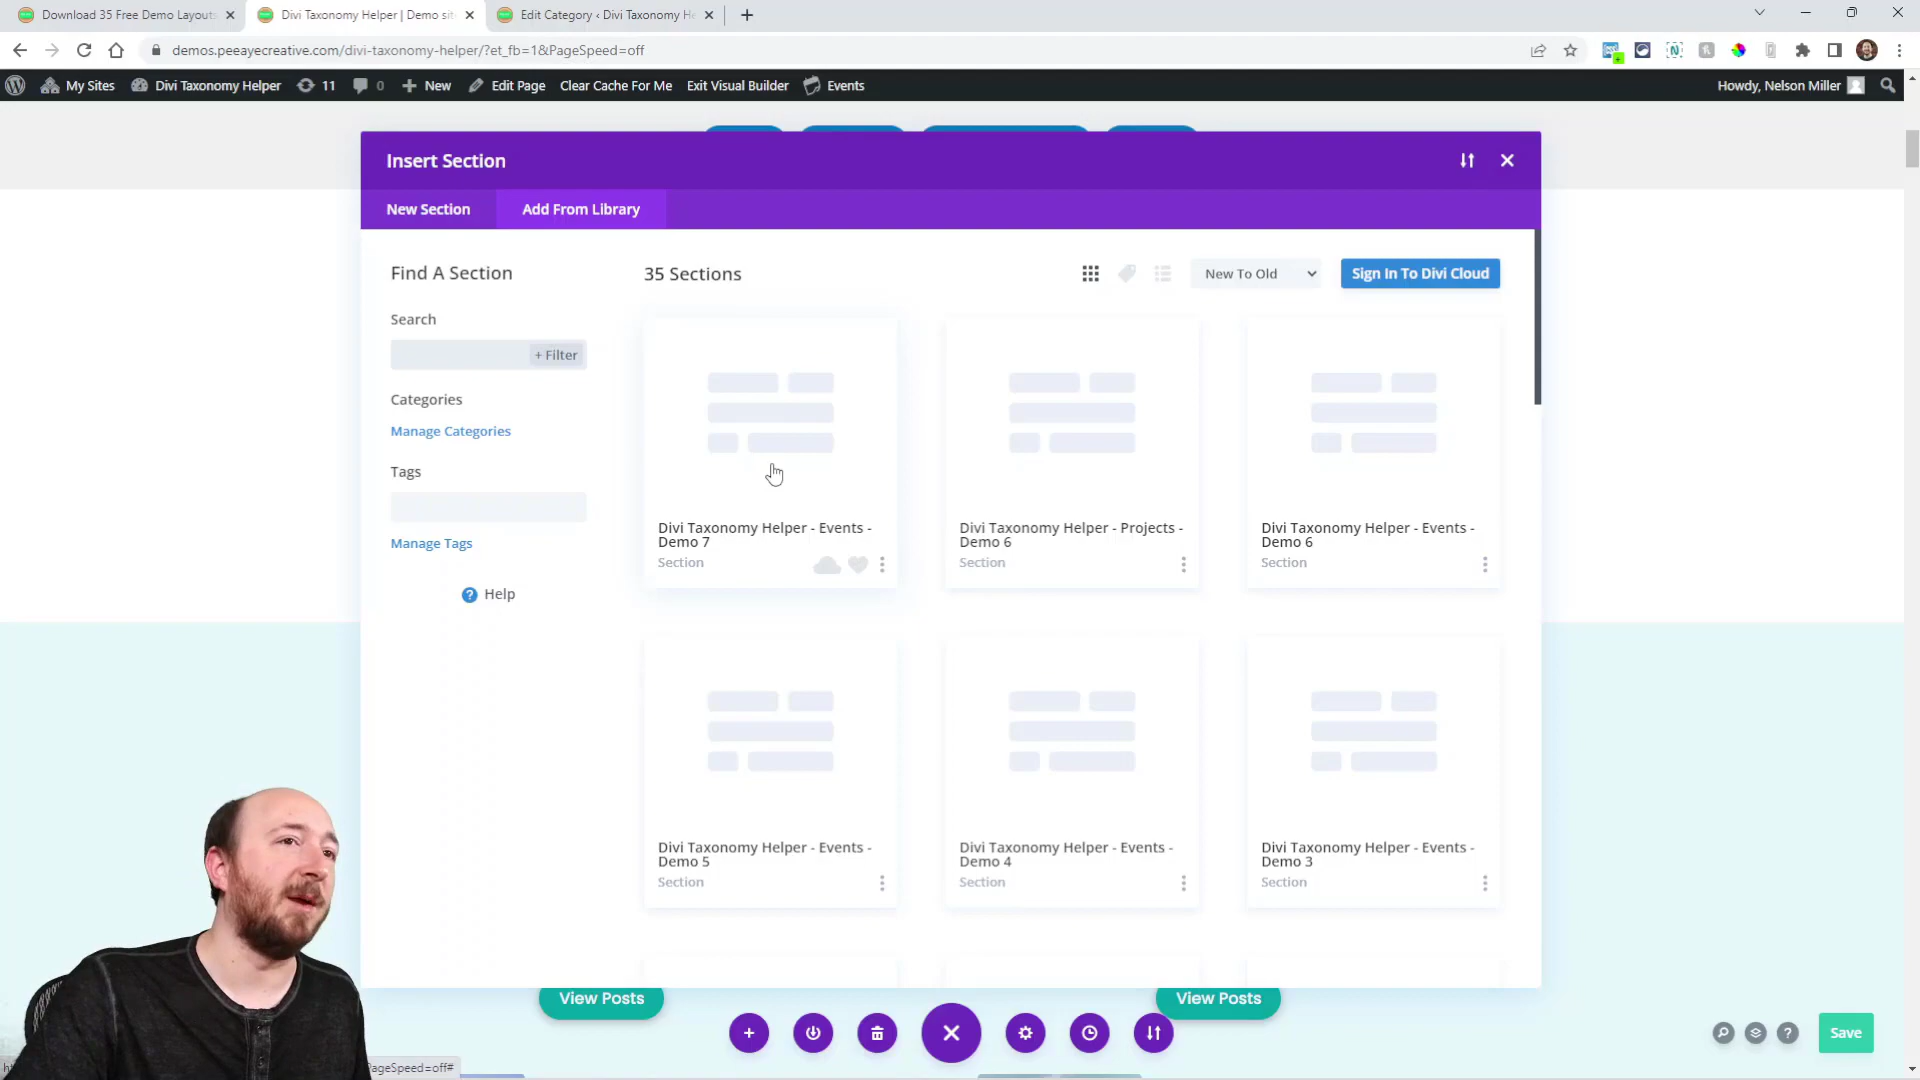 Download 35 Free Demo Layouts
Divi Taxonomy Helper | Demo sit
Edit Category ‹ Divi Taxonomy He
demos.peeayecreative.com/divi-taxonomy-helper/?et_fb=1&PageSpeed=off
My Sites
Divi Taxonomy Helper
11
0
New
Edit Page
Clear Cache For Me
Exit Visual Builder
Events
Howdy, Nelson Miller
Insert Section
New Section
Add From Library
Find A Section
35 Sections
New To Old
Sign In To Divi Cloud
Search
+ Filter
Categories
Manage Categories
Tags
Manage Tags
? Help
Divi Taxonomy Helper - Events -
Demo 7
Section
Divi Taxonomy Helper - Projects -
Demo 6
Section
Divi Taxonomy Helper - Events -
Demo 6
Section
Divi Taxonomy Helper - Events -
Demo 5
Section
Divi Taxonomy Helper - Events -
Demo 4
Section
Divi Taxonomy Helper - Events -
Demo 3
Section
View Posts
View Posts
?
Save
PageSpeed=off#